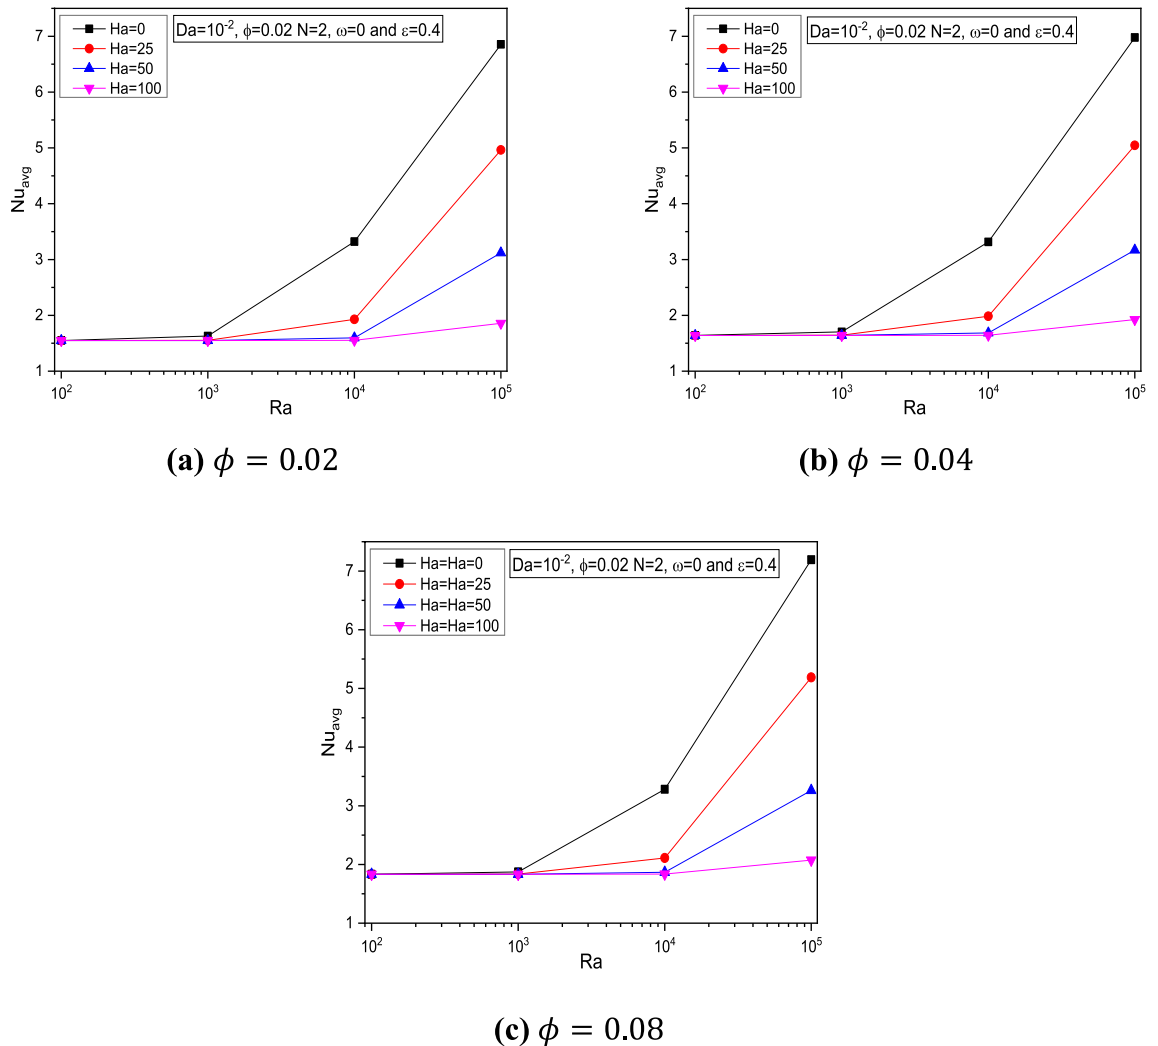 Ha=0
Ha=25
Ha=50
Ha=100
Da=10⁻², ϕ=0.02 N=2, ω=0 and ε=0.4
7
6
5
4
3
2
1
Nu_avg
10² 10³ 10⁴ 10⁵
Ra
(a) ϕ = 0.02
Ha=0
Ha=25
Ha=50
Ha=100
Da=10⁻², ϕ=0.02 N=2, ω=0 and ε=0.4
7
6
5
4
3
2
1
Nu_avg
10² 10³ 10⁴ 10⁵
Ra
(b) ϕ = 0.04
Ha=Ha=0
Ha=Ha=25
Ha=Ha=50
Ha=Ha=100
Da=10⁻², ϕ=0.02 N=2, ω=0 and ε=0.4
7
6
5
4
3
2
1
Nu_avg
10² 10³ 10⁴ 10⁵
Ra
(c) ϕ = 0.08